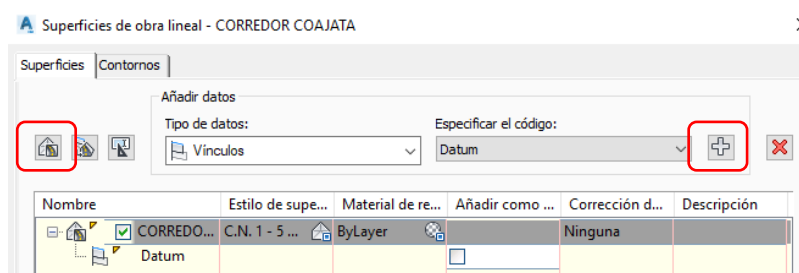 Superficies de obra lineal - CORREDOR COAJATA
Superficies Contornos
Añadir datos
Tipo de datos: Especificar el código:
Vínculos Datum
Nombre Estilo de supe... Material de re... Añadir como ... Corrección d... Descripción
CORREDO... C.N. 1 - 5 ... ByLayer Ninguna
Datum